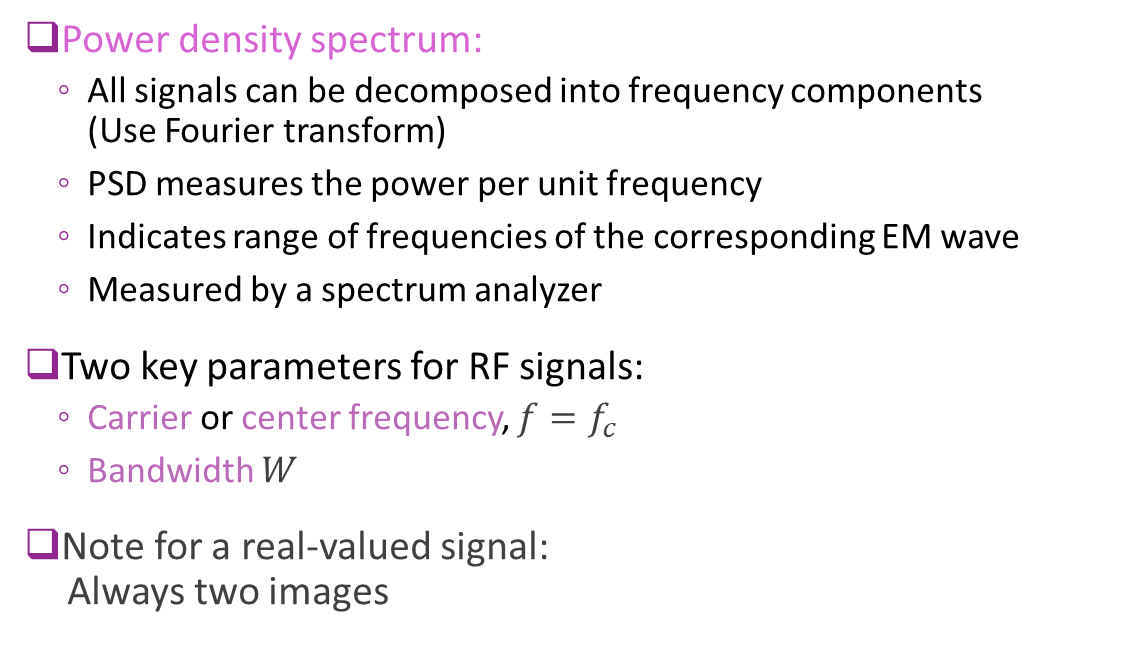 Power density spectrum:
◦ All signals can be decomposed into frequency components
(Use Fourier transform)
◦ PSD measures the power per unit frequency
◦ Indicates range of frequencies of the corresponding EM wave
◦ Measured by a spectrum analyzer
Two key parameters for RF signals:
◦ Carrier or center frequency, 𝑓 = 𝑓𝑐
◦ Bandwidth 𝑊
Note for a real-valued signal:
Always two images